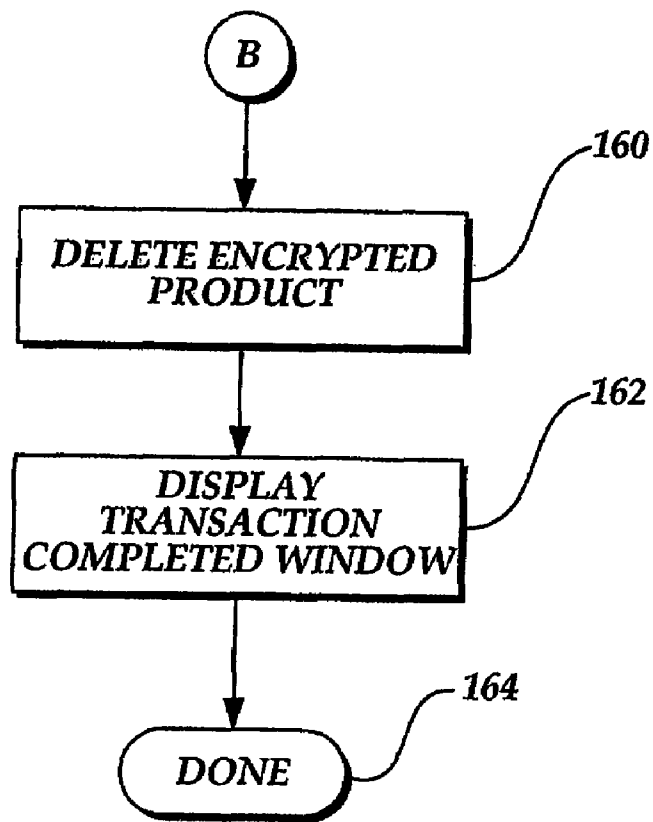 B
160
DELETE ENCRYPTED
PRODUCT
162
DISPLAY
TRANSACTION
COMPLETED WINDOW
164
DONE